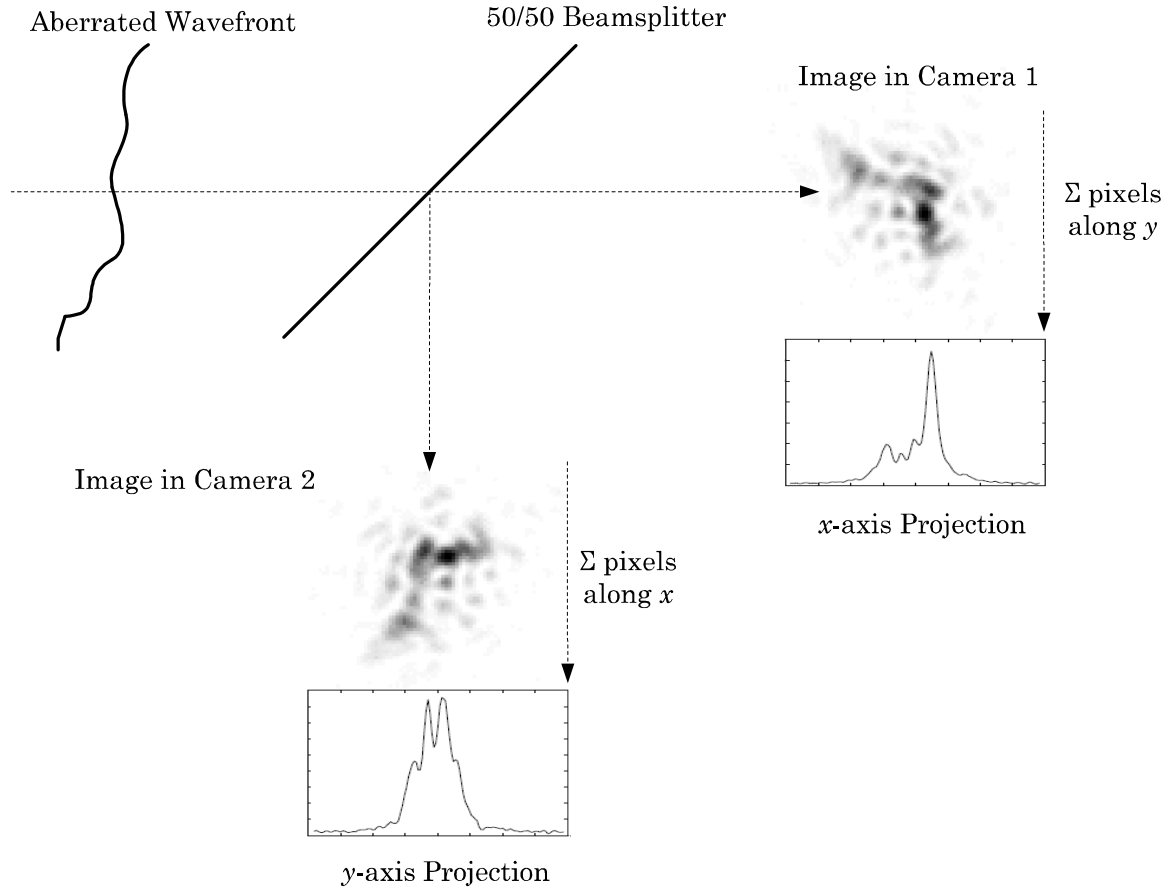 Aberrated Wavefront
50/50 Beamsplitter
Image in Camera 1
Σ pixels
along y
x-axis Projection
Image in Camera 2
Σ pixels
along x
y-axis Projection